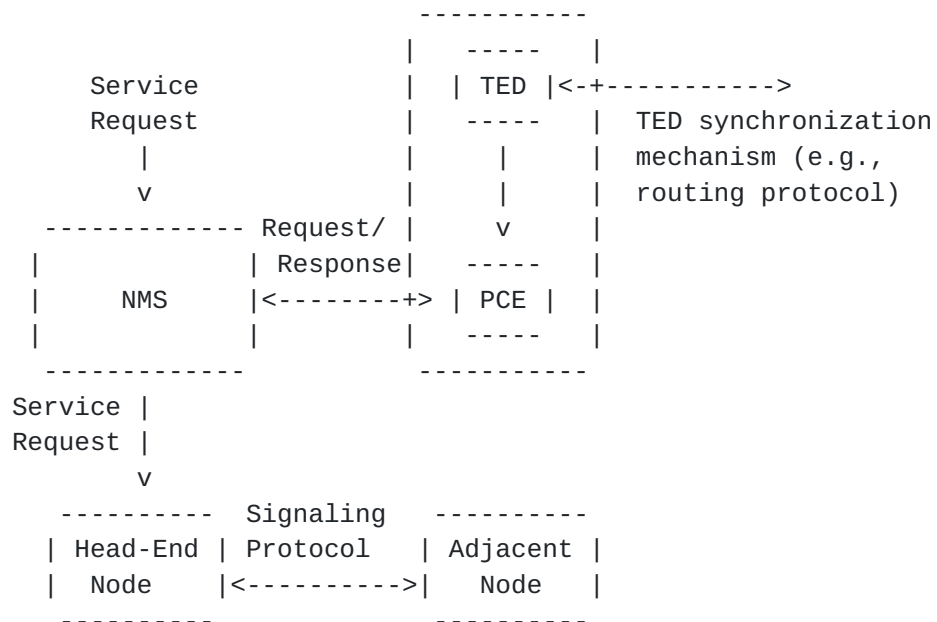 Service
Request
TED
TED synchronization
mechanism (e.g.,
routing protocol)
Request/
Response
NMS
PCE
Service
Request
Signaling
Protocol
Head-End
Node
Adjacent
Node